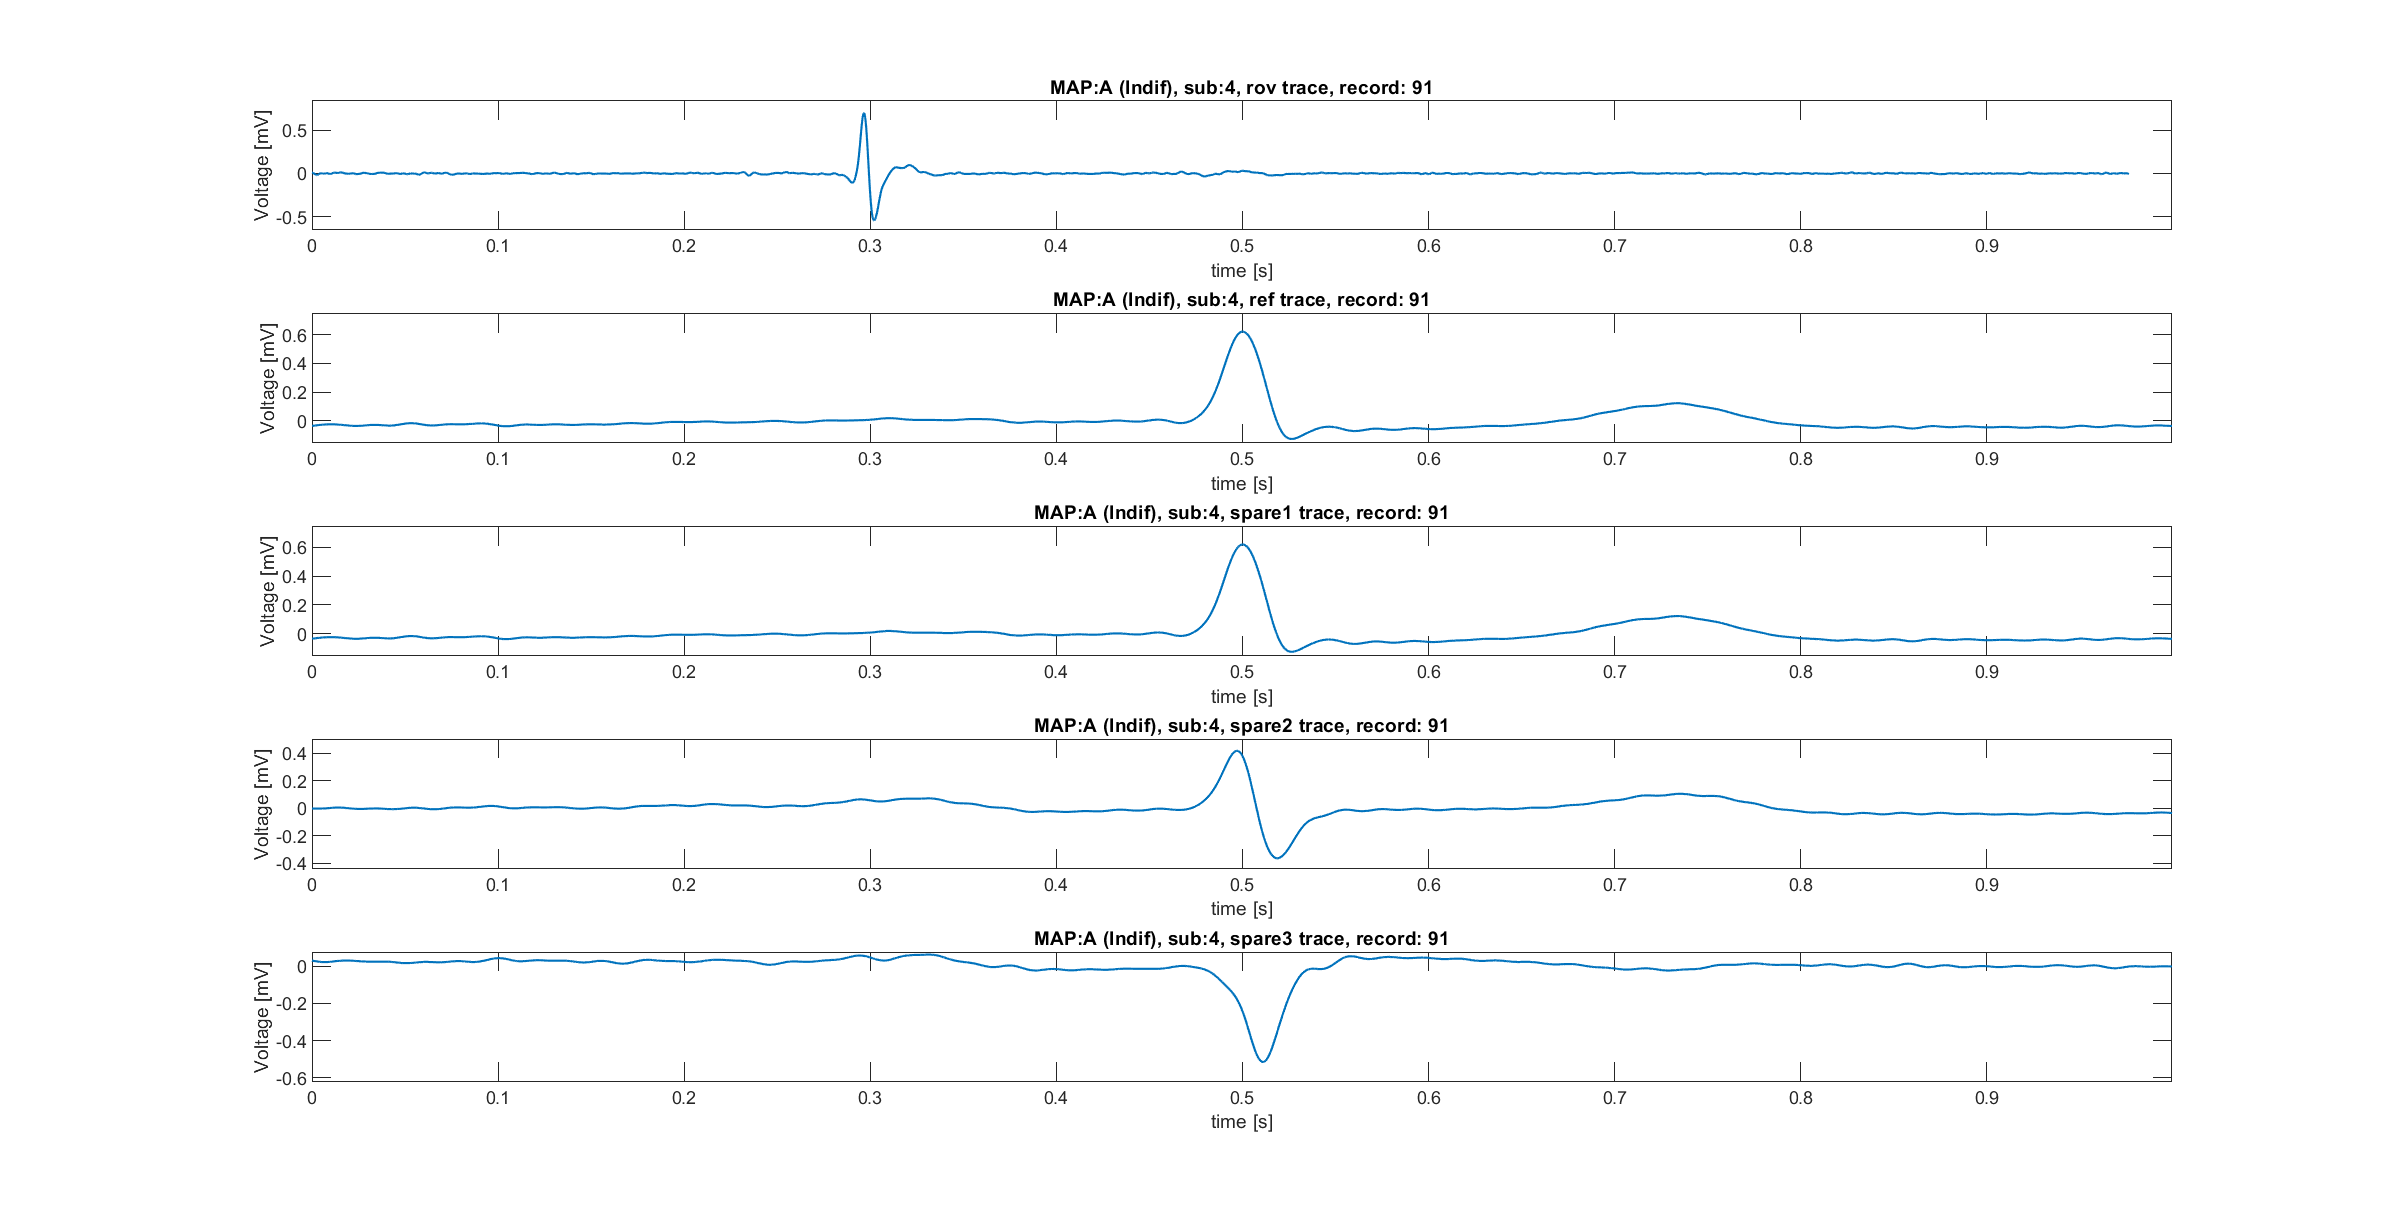 MAP:A (Indif), sub:4, rov trace, record: 91
Voltage [mV]
0.5
0
-0.5
0 0.1 0.2 0.3 0.4 0.5 0.6 0.7 0.8 0.9
time [s]
MAP:A (Indif), sub:4, ref trace, record: 91
Voltage [mV]
0.6
0.4
0.2
0
0 0.1 0.2 0.3 0.4 0.5 0.6 0.7 0.8 0.9
time [s]
MAP:A (Indif), sub:4, spare1 trace, record: 91
Voltage [mV]
0.6
0.4
0.2
0
0 0.1 0.2 0.3 0.4 0.5 0.6 0.7 0.8 0.9
time [s]
MAP:A (Indif), sub:4, spare2 trace, record: 91
Voltage [mV]
0.4
0.2
0
-0.2
-0.4
0 0.1 0.2 0.3 0.4 0.5 0.6 0.7 0.8 0.9
time [s]
MAP:A (Indif), sub:4, spare3 trace, record: 91
Voltage [mV]
0
-0.2
-0.4
-0.6
0 0.1 0.2 0.3 0.4 0.5 0.6 0.7 0.8 0.9
time [s]